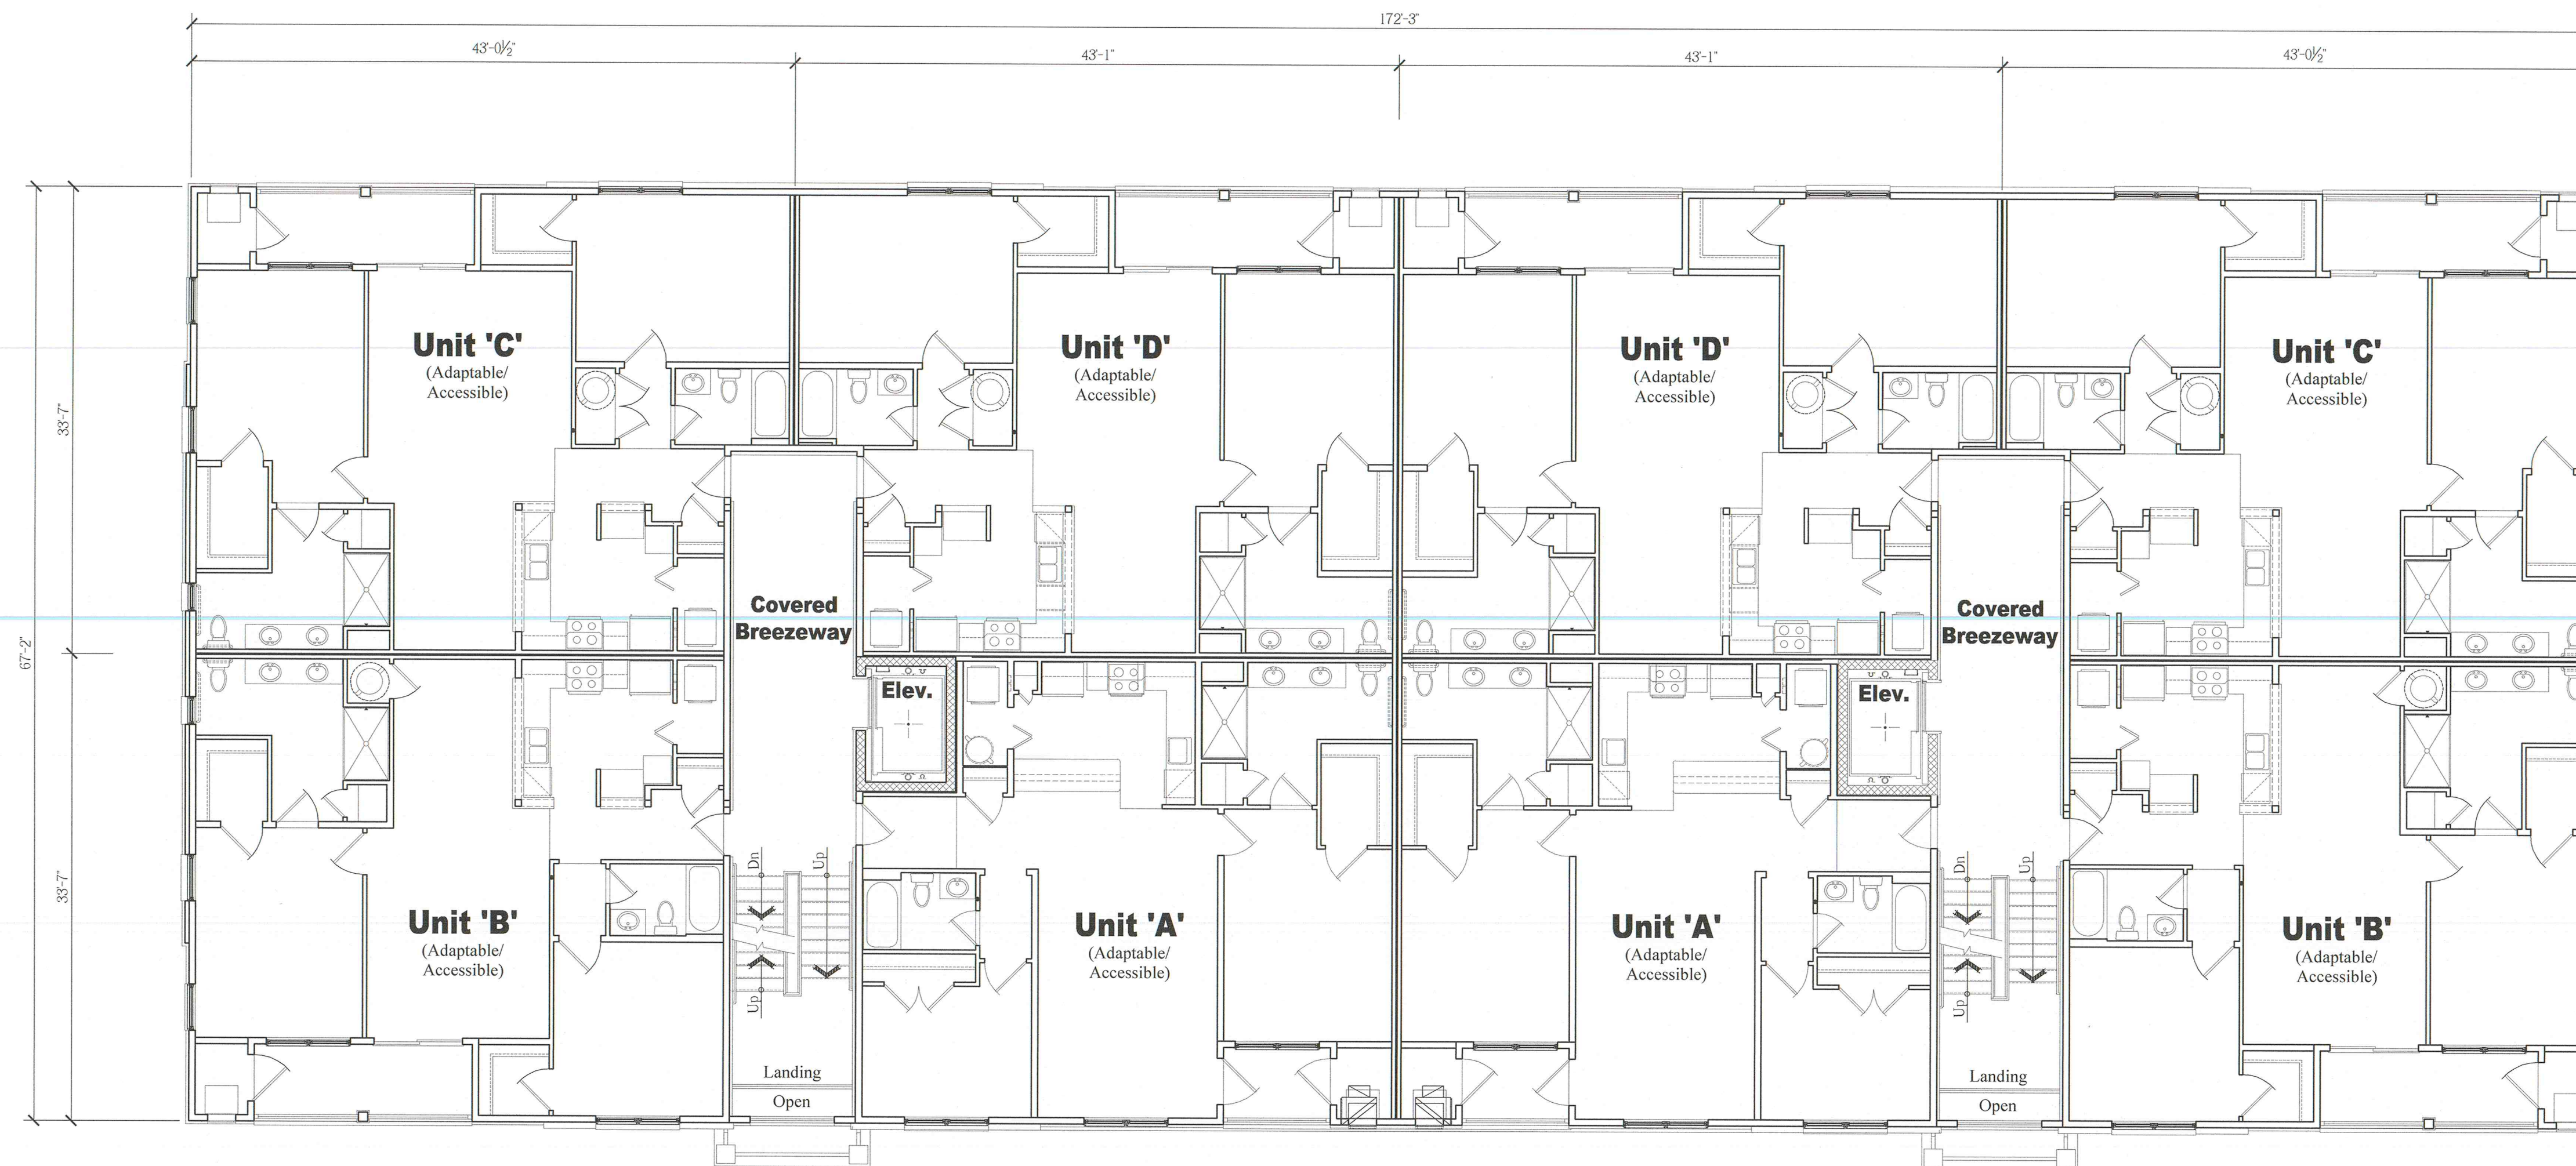 172'-3"
43'-0½"
43'-1"
43'-1"
43'-0½"
67'-2"
33'-7"
33'-7"
Unit 'C'
(Adaptable/
Accessible)
Unit 'D'
(Adaptable/
Accessible)
Unit 'D'
(Adaptable/
Accessible)
Unit 'C'
(Adaptable/
Accessible)
Covered
Breezeway
Covered
Breezeway
Elev.
Elev.
Dn
Up
Up
Dn
Up
Up
Unit 'B'
(Adaptable/
Accessible)
Unit 'A'
(Adaptable/
Accessible)
Unit 'A'
(Adaptable/
Accessible)
Unit 'B'
(Adaptable/
Accessible)
Landing
Open
Landing
Open